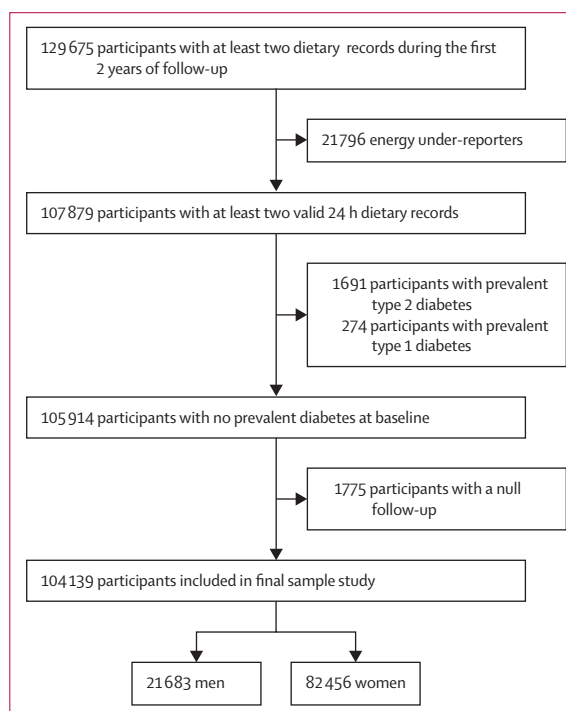 129 675 participants with at least two dietary records during the first
2 years of follow-up
21 796 energy under-reporters
107 879 participants with at least two valid 24 h dietary records
1691 participants with prevalent
type 2 diabetes
274 participants with prevalent
type 1 diabetes
105 914 participants with no prevalent diabetes at baseline
1775 participants with a null
follow-up
104 139 participants included in final sample study
21 683 men
82 456 women